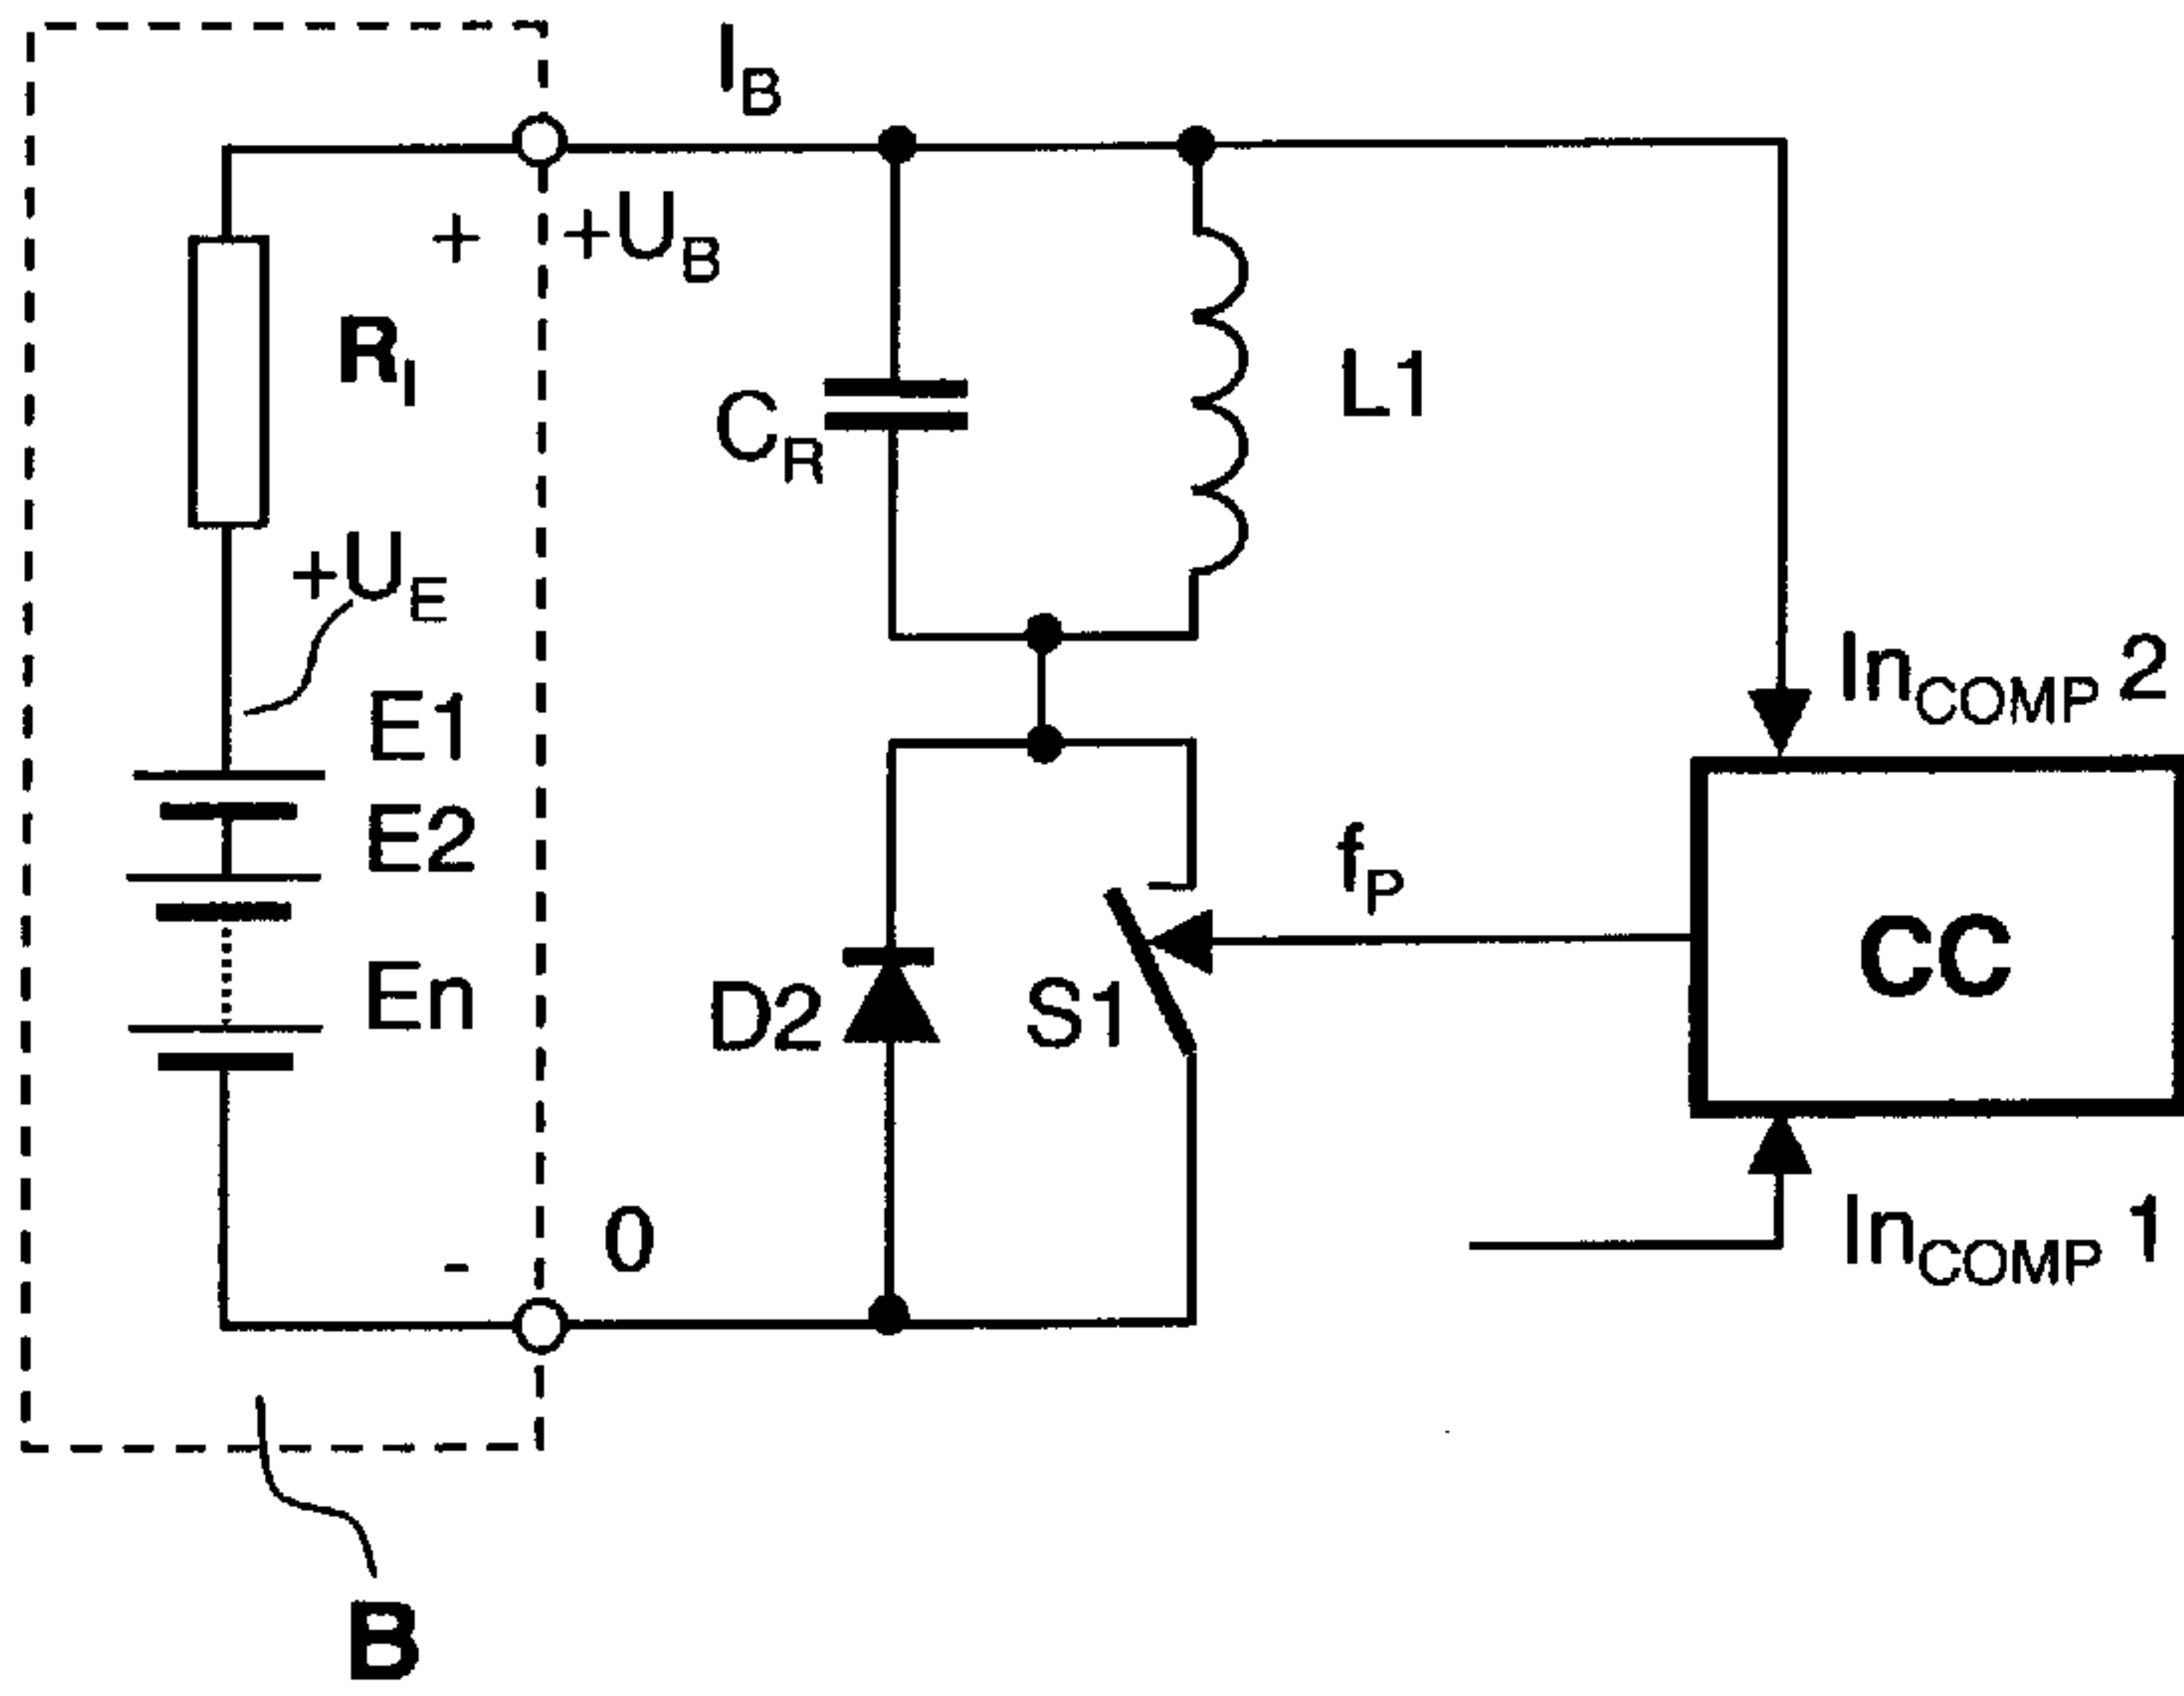 I_B
+ +U_B
R_I
C_R
L1
+U_E
E1
In_COMP 2
E2
f_P
CC
En
D2
S1
In_COMP 1
0
-
B